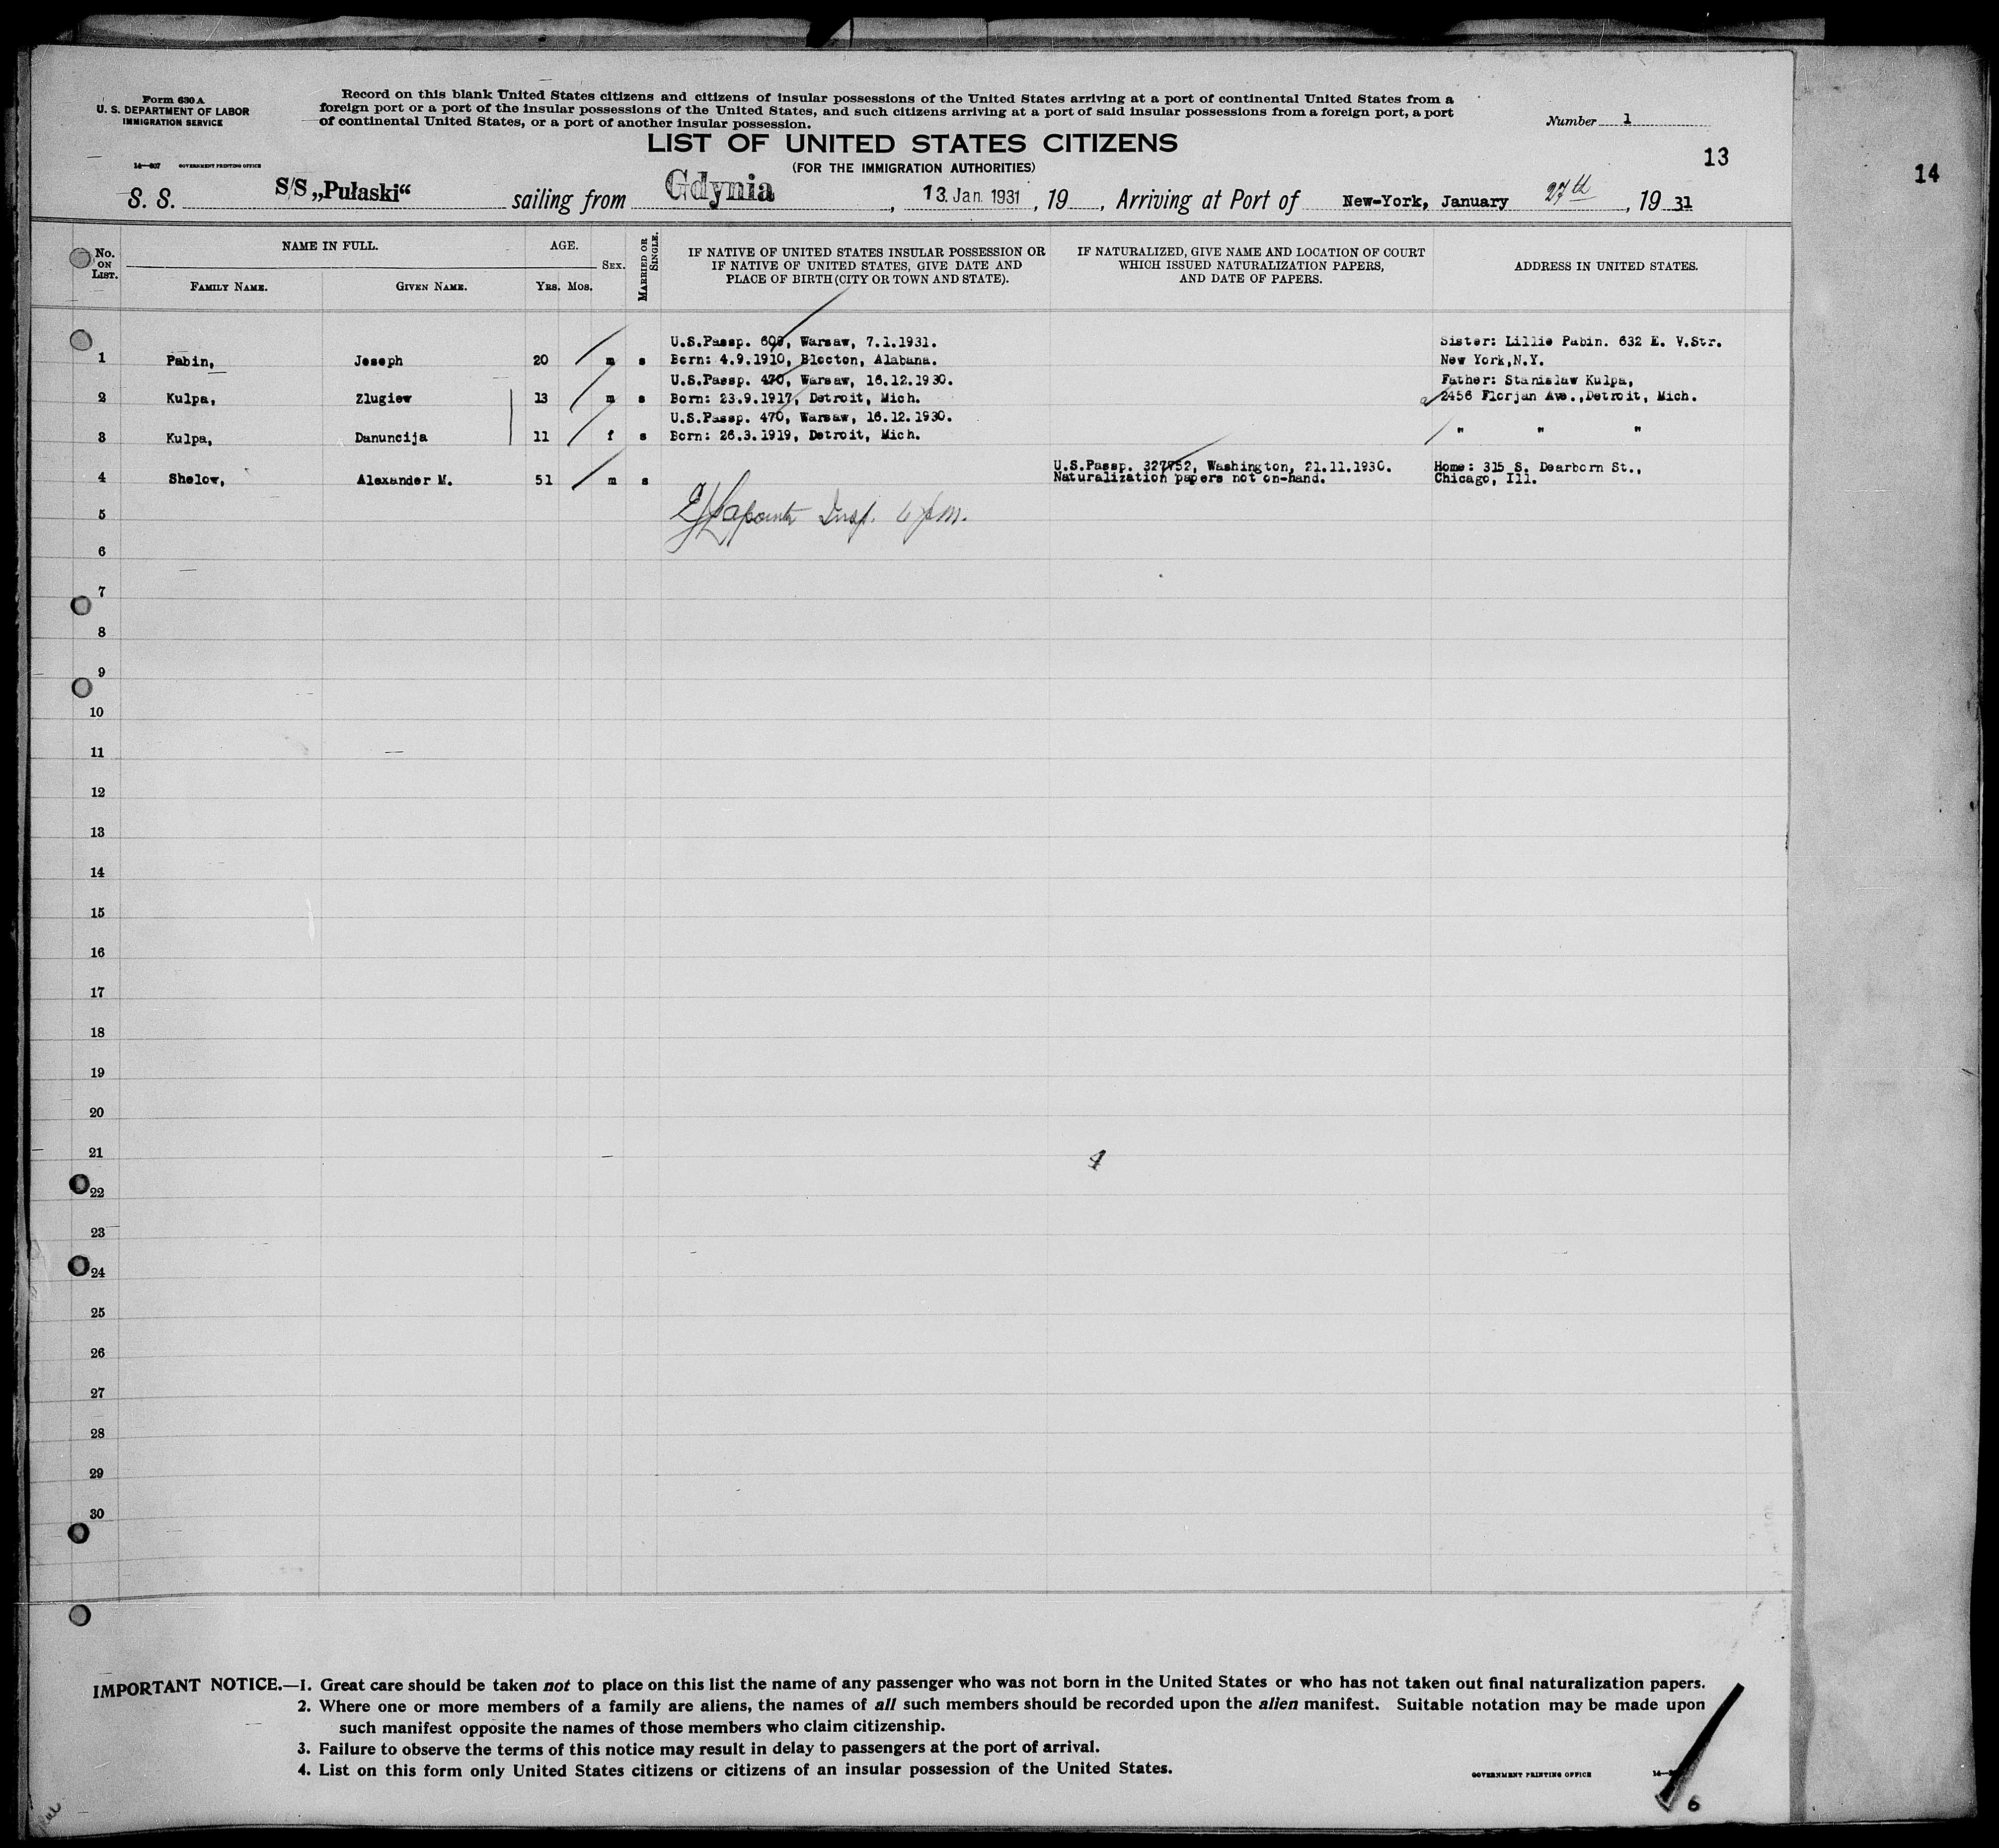 Form 630 A
U. S. DEPARTMENT OF LABOR
IMMIGRATION SERVICE
14—807 GOVERNMENT PRINTING OFFICE
Record on this blank United States citizens and citizens of insular possessions of the United States arriving at a port of continental United States from a
foreign port or a port of the insular possessions of the United States, and such citizens arriving at a port of said insular possessions from a foreign port, a port
of continental United States, or a port of another insular possession.
Number 1
LIST OF UNITED STATES CITIZENS
(FOR THE IMMIGRATION AUTHORITIES)
13
14
S. S. S/S „Pułaski“ sailing from Gdynia, 13. Jan. 1931, 19, Arriving at Port of New-York, January 27th, 19 31
No. ON LIST.
NAME IN FULL.
FAMILY NAME. GIVEN NAME.
AGE.
YRS. MOS.
SEX.
MARRIED OR SINGLE.
IF NATIVE OF UNITED STATES INSULAR POSSESSION OR
IF NATIVE OF UNITED STATES, GIVE DATE AND
PLACE OF BIRTH (CITY OR TOWN AND STATE).
IF NATURALIZED, GIVE NAME AND LOCATION OF COURT
WHICH ISSUED NATURALIZATION PAPERS,
AND DATE OF PAPERS.
ADDRESS IN UNITED STATES.
U.S.Passp. 600, Warsaw, 7.1.1931. Sister: Lillie Pabin. 632 E. V.Str.
1 Pabin, Joseph 20 m s Born: 4.9.1910, Blocton, Alabana. New York,N.Y.
U.S.Passp. 470, Warsaw, 16.12.1930. Father: Stanislaw Kulpa,
2 Kulpa, Zlugiew 13 m s Born: 23.9.1917, Detroit, Mich. 2456 Florjan Ave.,Detroit, Mich.
U.S.Passp. 470, Warsaw, 16.12.1930.
3 Kulpa, Danuncija 11 f s Born: 26.3.1919, Detroit, Mich. " " "
U.S.Passp. 327752, Washington, 21.11.1930. Home: 315 S. Dearborn St.,
4 Shelow, Alexander M. 51 m s Naturalization papers not on-hand. Chicago, Ill.
5 Insp. 6 pm.
6
7
8
9
10
11
12
13
14
15
16
17
18
19
20
21
22
23
24
25
26
27
28
29
30
IMPORTANT NOTICE.—1. Great care should be taken not to place on this list the name of any passenger who was not born in the United States or who has not taken out final naturalization papers.
2. Where one or more members of a family are aliens, the names of all such members should be recorded upon the alien manifest. Suitable notation may be made upon
such manifest opposite the names of those members who claim citizenship.
3. Failure to observe the terms of this notice may result in delay to passengers at the port of arrival.
4. List on this form only United States citizens or citizens of an insular possession of the United States.
GOVERNMENT PRINTING OFFICE
6